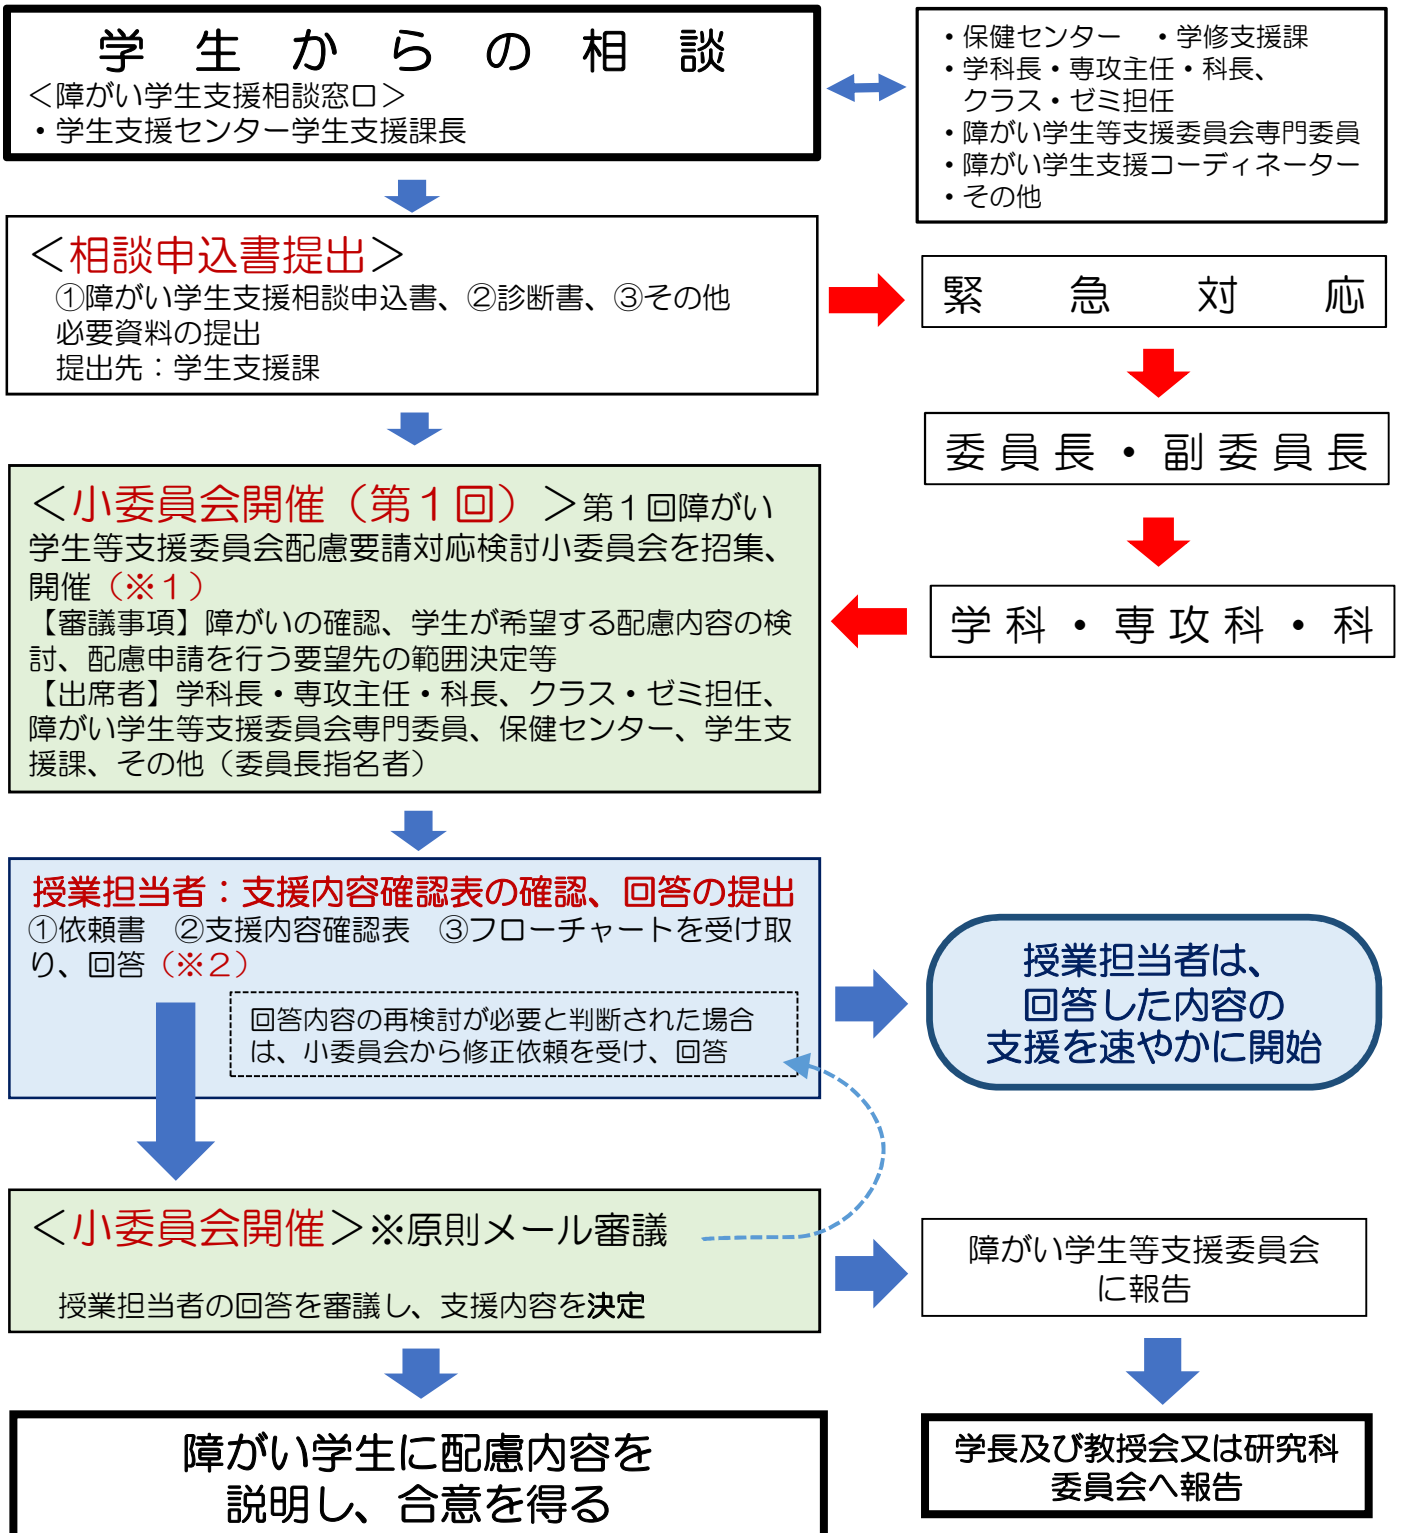 学生からの相談
＜障がい学生支援相談窓口＞
・学生支援センター学生支援課長
・保健センター　・学修支援課
・学科長・専攻主任・科長、
クラス・ゼミ担任
・障がい学生等支援委員会専門委員
・障がい学生支援コーディネーター
・その他
＜相談申込書提出＞
①障がい学生支援相談申込書、②診断書、③その他
必要資料の提出
提出先：学生支援課
緊急対応
委員長・副委員長
学科・専攻科・科
＜小委員会開催（第１回）＞第１回障がい
学生等支援委員会配慮要請対応検討小委員会を招集、
開催（※１）
【審議事項】障がいの確認、学生が希望する配慮内容の検
討、配慮申請を行う要望先の範囲決定等
【出席者】学科長・専攻主任・科長、クラス・ゼミ担任、
障がい学生等支援委員会専門委員、保健センター、学生支
援課、その他（委員長指名者）
授業担当者：支援内容確認表の確認、回答の提出
①依頼書　②支援内容確認表　③フローチャートを受け取
り、回答（※２）
回答内容の再検討が必要と判断された場合
は、小委員会から修正依頼を受け、回答
授業担当者は、
回答した内容の
支援を速やかに開始
＜小委員会開催＞※原則メール審議
授業担当者の回答を審議し、支援内容を決定
障がい学生等支援委員会
に報告
障がい学生に配慮内容を
説明し、合意を得る
学長及び教授会又は研究科
委員会へ報告